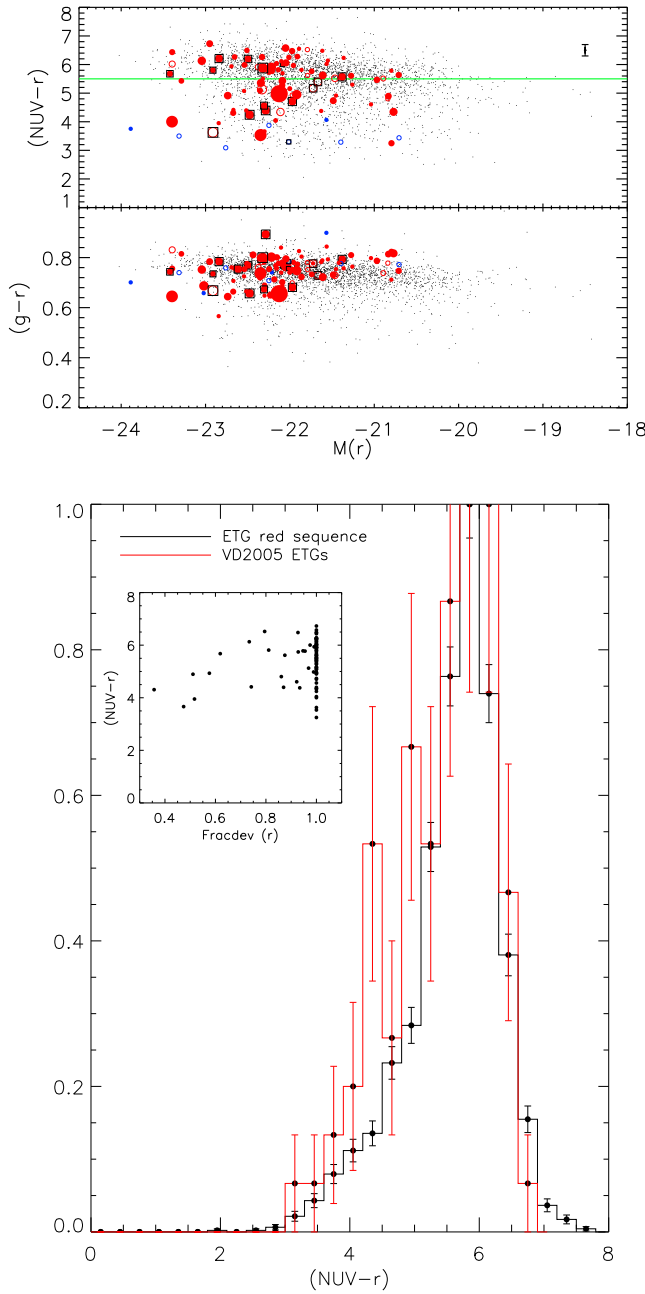 8
7
6
5
4
3
2
1
(NUV−r)
0.8
0.6
0.4
0.2
(g−r)
−24 −23 −22 −21 −20 −19 −18
M(r)
1.0
0.8
0.6
0.4
0.2
0.0
ETG red sequence
VD2005 ETGs
8
6
4
2
0
(NUV−r)
0.4 0.6 0.8 1.0
Fracdev (r)
0 2 4 6 8
(NUV−r)